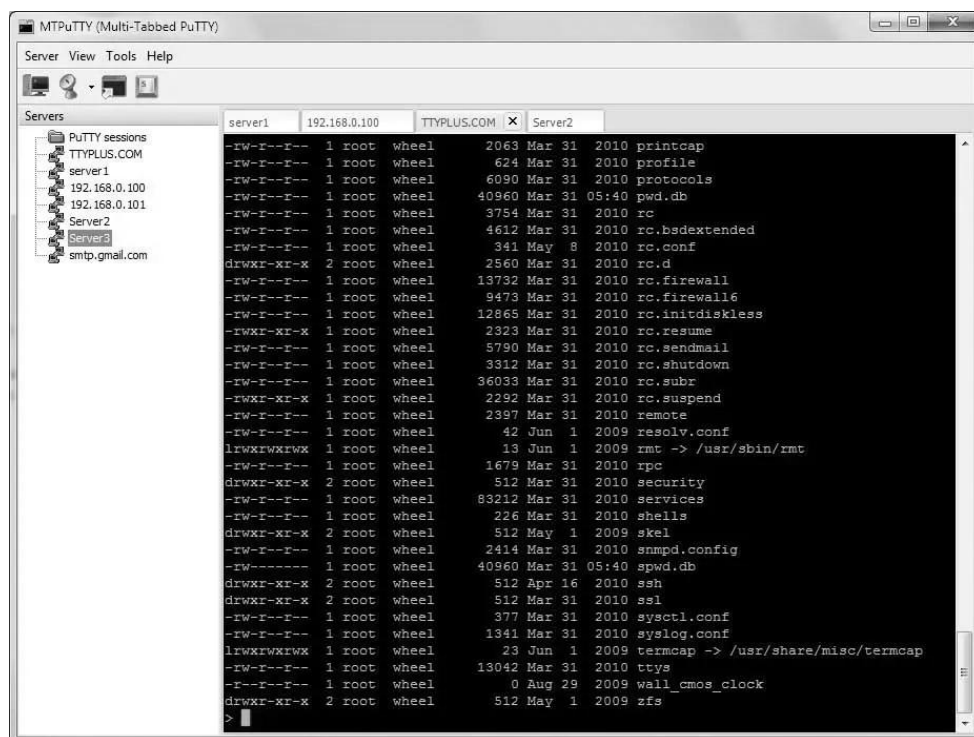 MTPuTTY (Multi-Tabbed PuTTY)
Server View Tools Help
Servers
PuTTY sessions
TTYPLUS.COM
server1
192.168.0.100
192.168.0.101
Server2
Server3
smtp.gmail.com
server1 192.168.0.100 TTYPLUS.COM Server2
-rw-r--r-- 1 root wheel 2063 Mar 31 2010 printcap
-rw-r--r-- 1 root wheel 624 Mar 31 2010 profile
-rw-r--r-- 1 root wheel 6090 Mar 31 2010 protocols
-rw-r--r-- 1 root wheel 40960 Mar 31 05:40 pwd.db
-rw-r--r-- 1 root wheel 3754 Mar 31 2010 rc
-rw-r--r-- 1 root wheel 4612 Mar 31 2010 rc.bsdextended
-rw-r--r-- 1 root wheel 341 May 8 2010 rc.conf
drwxr-xr-x 2 root wheel 2560 Mar 31 2010 rc.d
-rw-r--r-- 1 root wheel 13732 Mar 31 2010 rc.firewall
-rw-r--r-- 1 root wheel 9473 Mar 31 2010 rc.firewall6
-rw-r--r-- 1 root wheel 12865 Mar 31 2010 rc.initdiskless
-rwxr-xr-x 1 root wheel 2323 Mar 31 2010 rc.resume
-rw-r--r-- 1 root wheel 5790 Mar 31 2010 rc.sendmail
-rw-r--r-- 1 root wheel 3312 Mar 31 2010 rc.shutdown
-rw-r--r-- 1 root wheel 36033 Mar 31 2010 rc.subr
-rwxr-xr-x 1 root wheel 2292 Mar 31 2010 rc.suspend
-rw-r--r-- 1 root wheel 2397 Mar 31 2010 remote
-rw-r--r-- 1 root wheel 42 Jun 1 2009 resolv.conf
lrwxrwxrwx 1 root wheel 13 Jun 1 2009 rmt -> /usr/sbin/rmt
-rw-r--r-- 1 root wheel 1679 Mar 31 2010 rpc
drwxr-xr-x 2 root wheel 512 Mar 31 2010 security
-rw-r--r-- 1 root wheel 83212 Mar 31 2010 services
-rw-r--r-- 1 root wheel 226 Mar 31 2010 shells
drwxr-xr-x 2 root wheel 512 May 1 2009 skel
-rw-r--r-- 1 root wheel 2414 Mar 31 2010 snmpd.config
-rw------- 1 root wheel 40960 Mar 31 05:40 spwd.db
drwxr-xr-x 2 root wheel 512 Apr 16 2010 ssh
drwxr-xr-x 2 root wheel 512 Mar 31 2010 ssl
-rw-r--r-- 1 root wheel 377 Mar 31 2010 sysctl.conf
-rw-r--r-- 1 root wheel 1341 Mar 31 2010 syslog.conf
lrwxrwxrwx 1 root wheel 23 Jun 1 2009 termcap -> /usr/share/misc/termcap
-rw-r--r-- 1 root wheel 13042 Mar 31 2010 ttys
-r--r--r-- 1 root wheel 0 Aug 29 2009 wall_cmos_clock
drwxr-xr-x 2 root wheel 512 May 1 2009 zfs
>